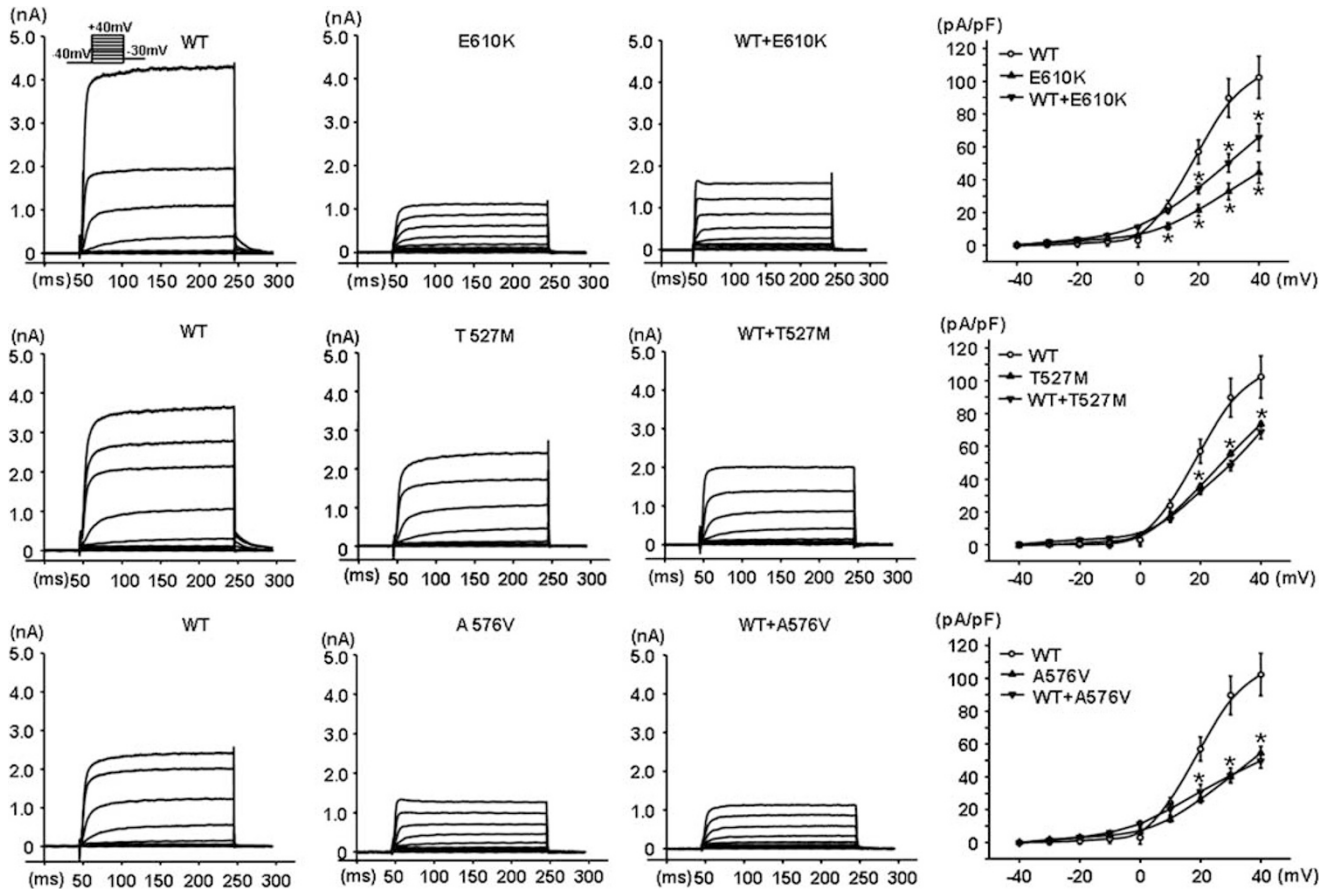 (nA)
+40mV
-40mV
-30mV
WT
5.0
4.0
3.0
2.0
1.0
0
(ms) 50 100 150 200 250 300
(nA)
E610K
5.0
4.0
3.0
2.0
1.0
0
(ms) 50 100 150 200 250 300
(nA)
WT+E610K
5.0
4.0
3.0
2.0
1.0
0
(ms) 50 100 150 200 250 300
(pA/pF)
120
100
80
60
40
20
0
WT
E610K
WT+E610K
*
*
*
*
*
*
*
-40 -20 0 20 40 (mV)
(nA)
WT
5.0
4.0
3.0
2.0
1.0
0
(ms) 50 100 150 200 250 300
(nA)
T527M
5.0
4.0
3.0
2.0
1.0
0
(ms) 50 100 150 200 250 300
(nA)
WT+T527M
5.0
4.0
3.0
2.0
1.0
0
(ms) 50 100 150 200 250 300
(pA/pF)
120
100
80
60
40
20
0
WT
T527M
WT+T527M
*
*
*
-40 -20 0 20 40 (mV)
(nA)
WT
5.0
4.0
3.0
2.0
1.0
0
(ms) 50 100 150 200 250 300
(nA)
A576V
5.0
4.0
3.0
2.0
1.0
0
(ms) 50 100 150 200 250 300
(nA)
WT+A576V
5.0
4.0
3.0
2.0
1.0
0
(ms) 50 100 150 200 250 300
(pA/pF)
120
100
80
60
40
20
0
WT
A576V
WT+A576V
*
*
*
-40 -20 0 20 40 (mV)